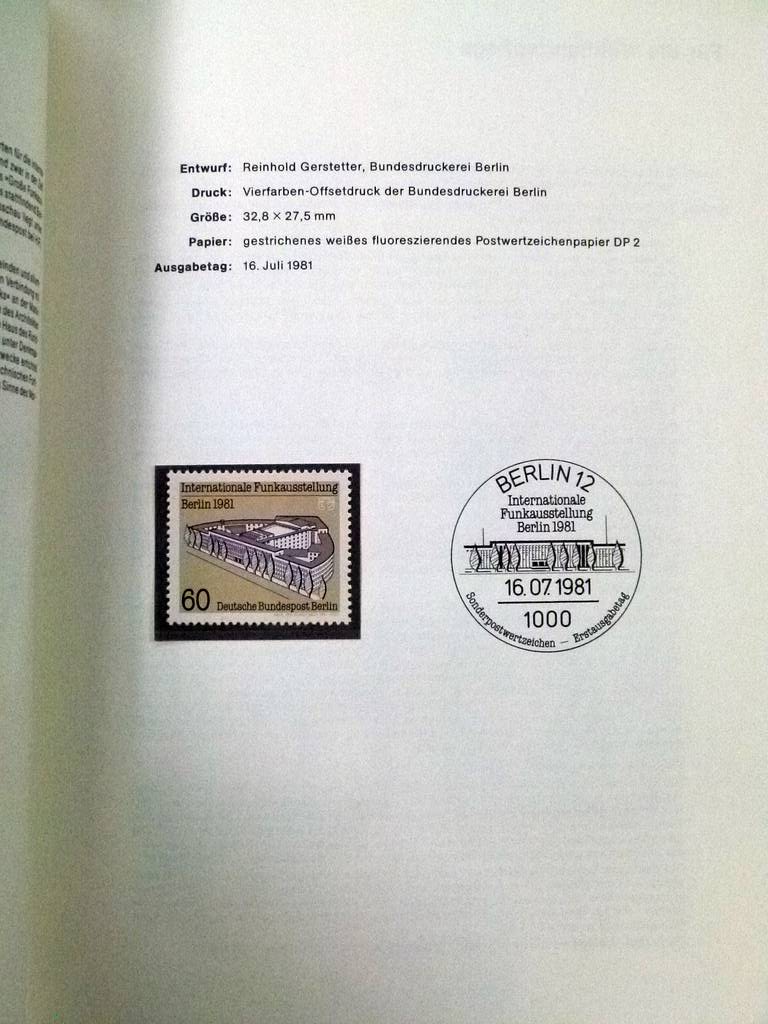 Entwurf: Reinhold Gerstetter, Bundesdruckerei Berlin
Druck: Vierfarben-Offsetdruck der Bundesdruckerei Berlin
Größe: 32,8 × 27,5 mm
Papier: gestrichenes weißes fluoreszierendes Postwertzeichenpapier DP 2
Ausgabetag: 16. Juli 1981
Internationale Funkausstellung
Berlin 1981
60 Deutsche Bundespost Berlin
BERLIN 12
Internationale
Funkausstellung
Berlin 1981
16.07.1981
1000
Sonderpostwertzeichen — Erstausgabetag